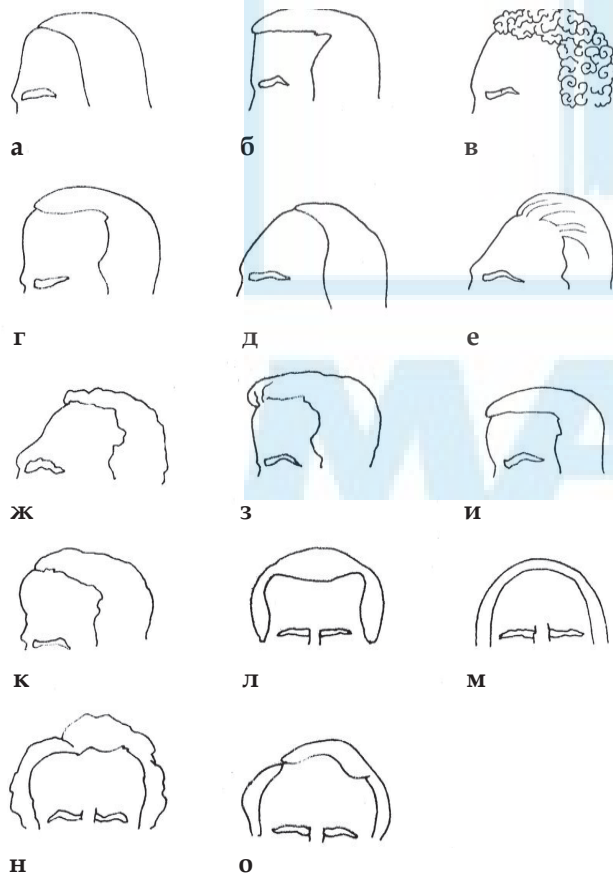 а б в
г д е
ж з и
к л м
н о